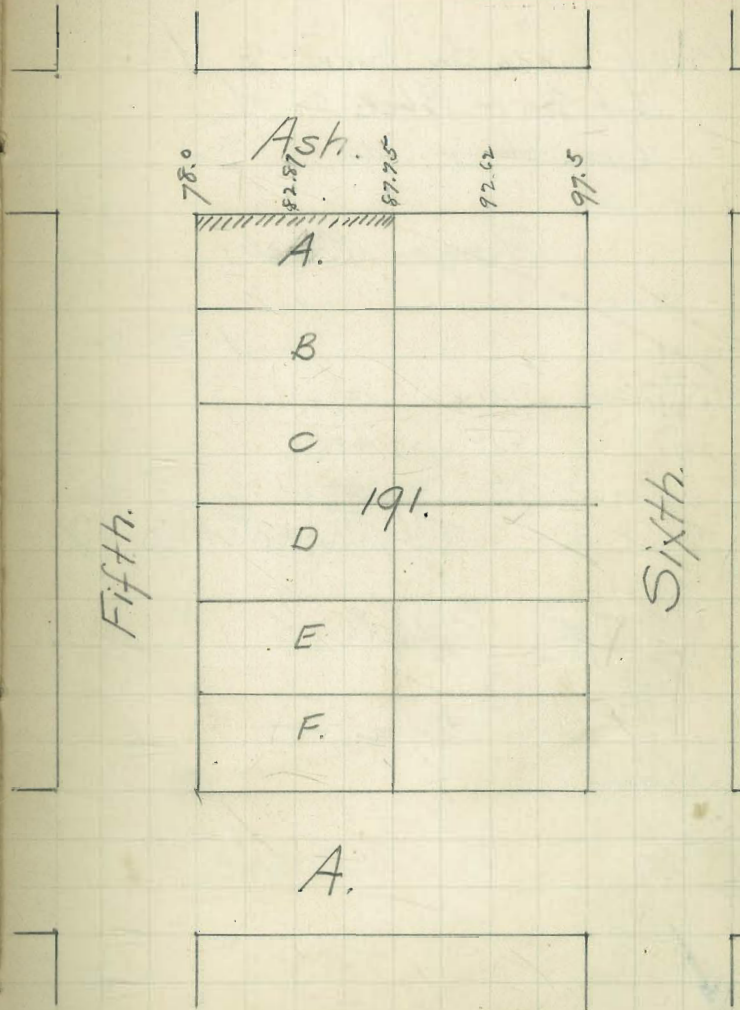 Ash.
78.0
82.87
87.75
92.62
97.5
A.
B
C
191.
D
E
F.
Fifth.
Sixth.
A.